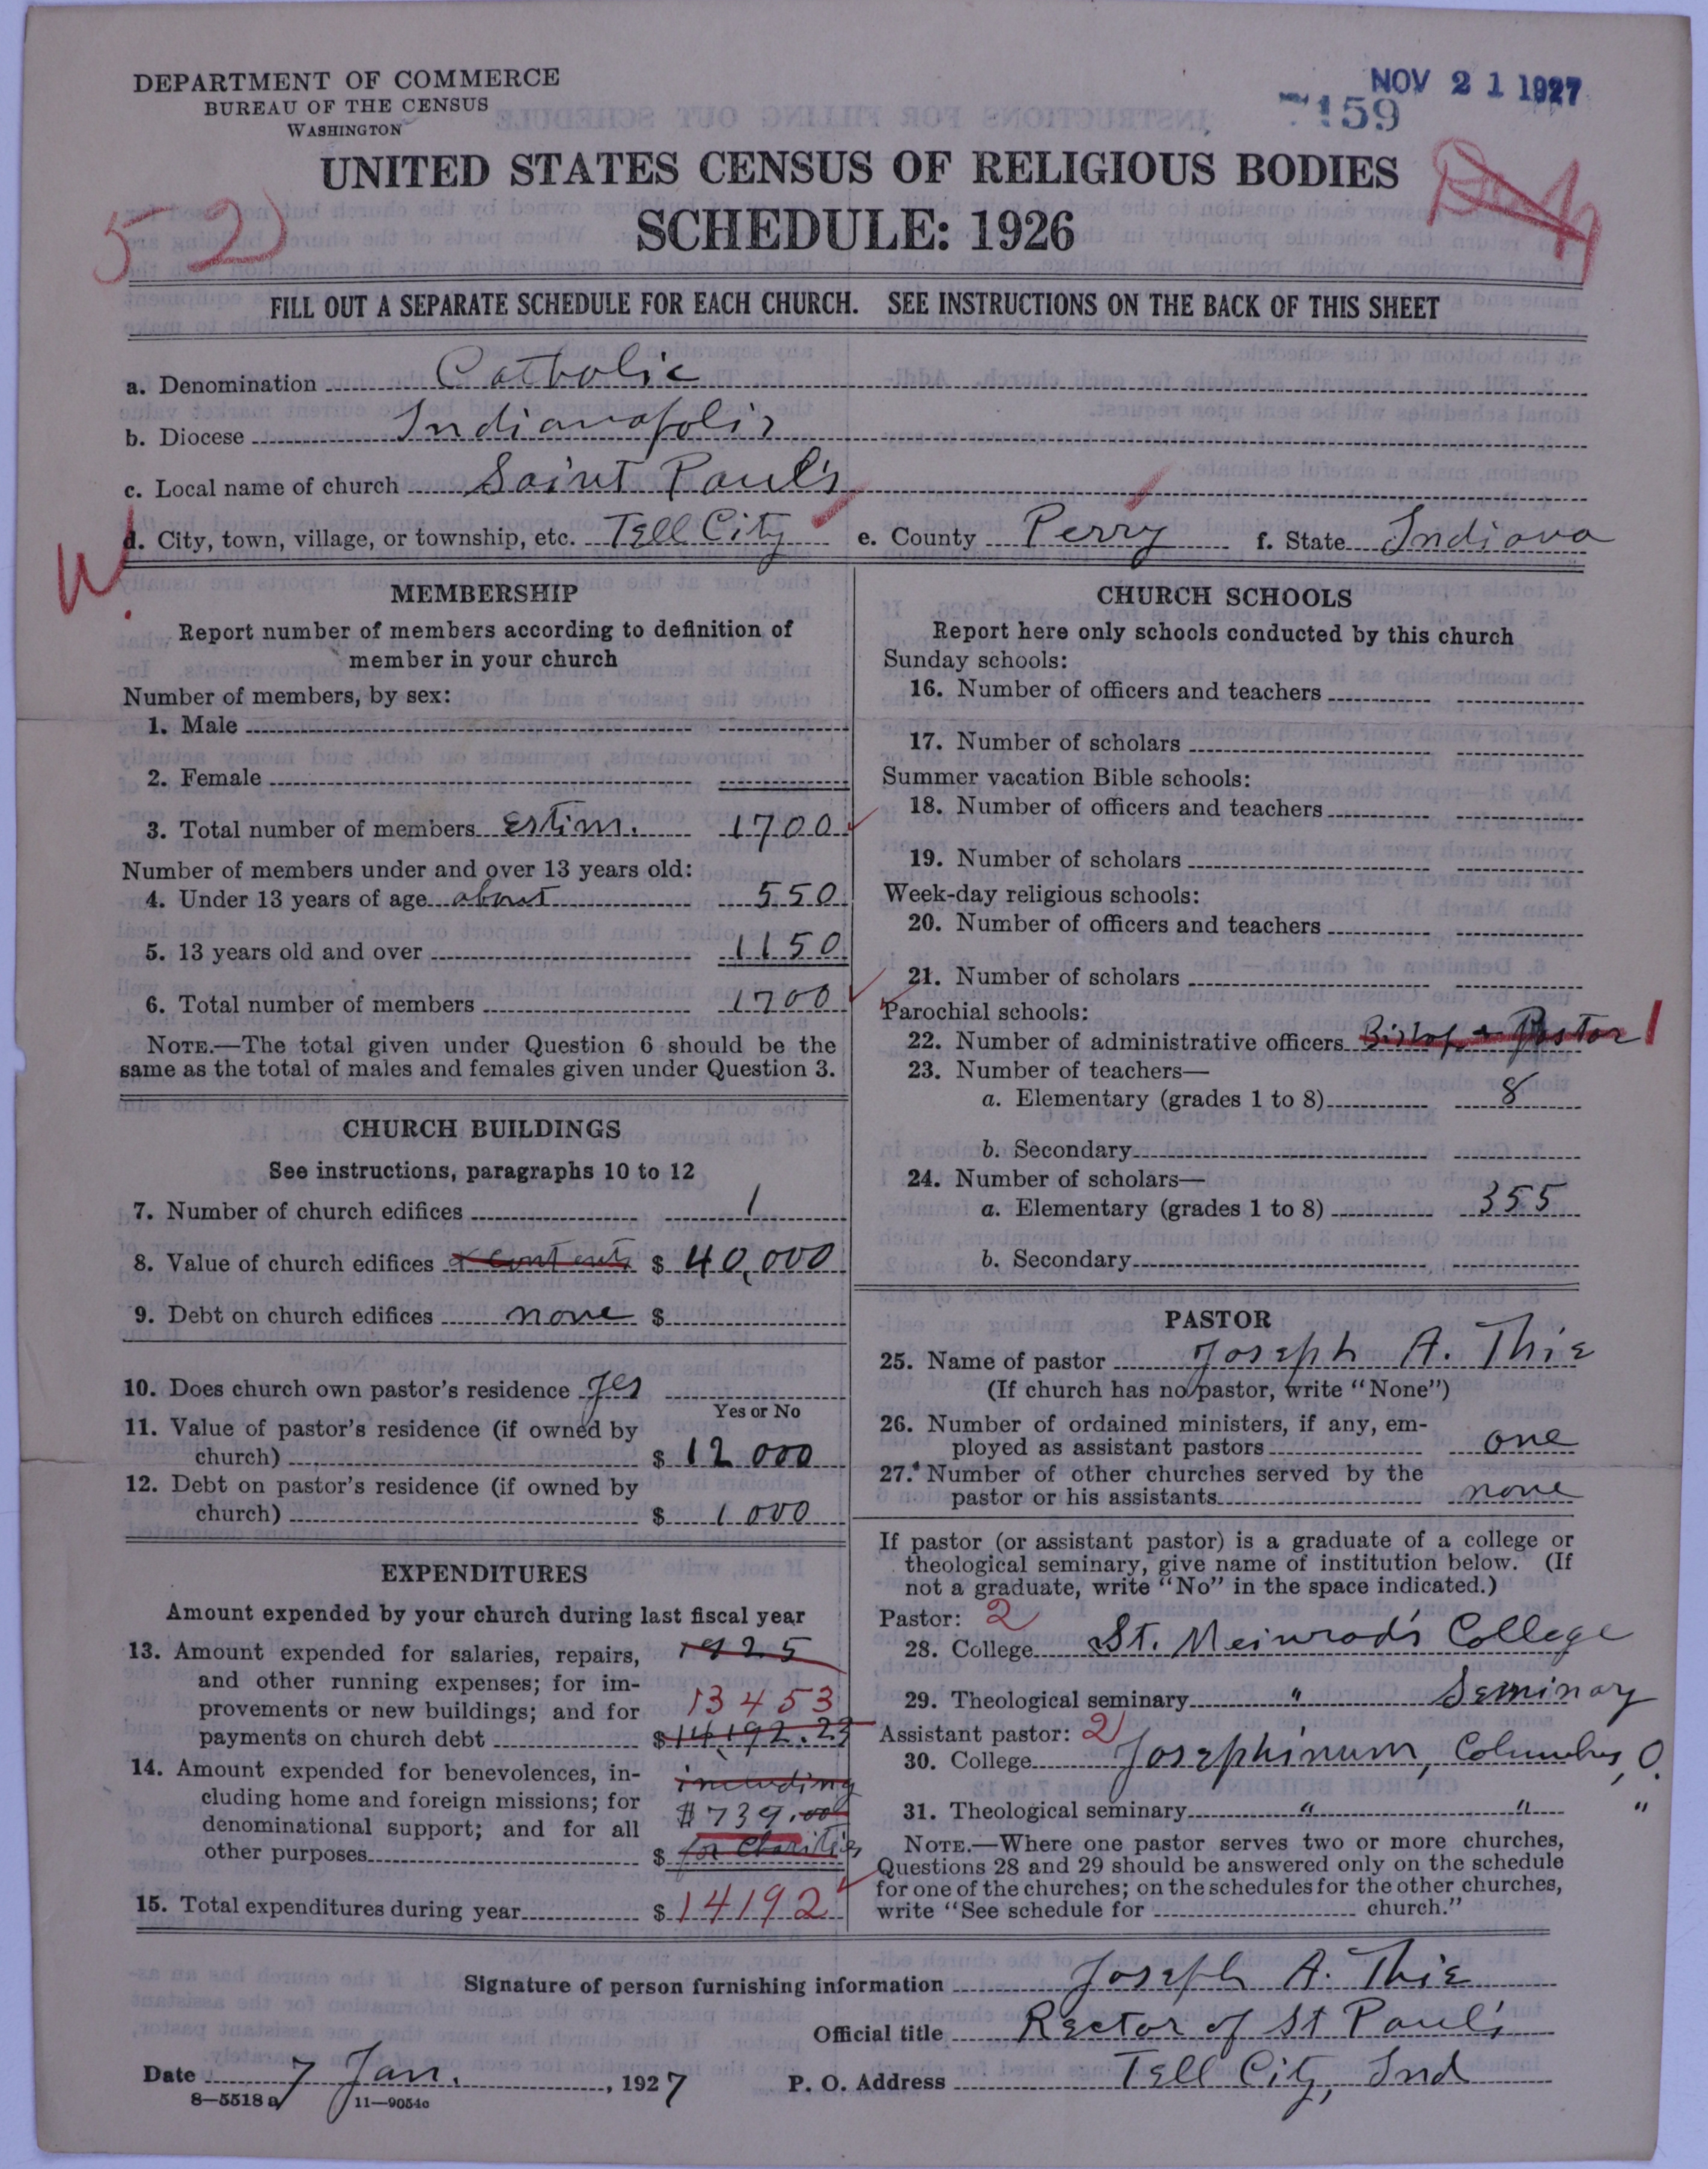 DEPARTMENT OF COMMERCE
BUREAU OF THE CENSUS
WASHINGTON
NOV 21 1927
7159
UNITED STATES CENSUS OF RELIGIOUS BODIES
SCHEDULE: 1926
52
FILL OUT A SEPARATE SCHEDULE FOR EACH CHURCH. SEE INSTRUCTIONS ON THE BACK OF THIS SHEET
a. Denomination Catholic
b. Diocese Indianapolis
c. Local name of church Saint Paul's
d. City, town, village, or township, etc. Tell City e. County Perry f. State Indiana
W.
MEMBERSHIP
Report number of members according to definition of
member in your church
Number of members, by sex:
1. Male
2. Female
3. Total number of members estim. 1700
Number of members under and over 13 years old:
4. Under 13 years of age about 550
5. 13 years old and over 1150
6. Total number of members 1700
NOTE.—The total given under Question 6 should be the
same as the total of males and females given under Question 3.
CHURCH BUILDINGS
See instructions, paragraphs 10 to 12
7. Number of church edifices 1
8. Value of church edifices & contents $ 40,000
9. Debt on church edifices none $
10. Does church own pastor's residence yes
Yes or No
11. Value of pastor's residence (if owned by
church) $ 12 000
12. Debt on pastor's residence (if owned by
church) $ 1 000
EXPENDITURES
Amount expended by your church during last fiscal year
13. Amount expended for salaries, repairs, 1925
and other running expenses; for im-
provements or new buildings; and for 13453
payments on church debt $ 14,192.23
14. Amount expended for benevolences, in- including
cluding home and foreign missions; for
denominational support; and for all $739.00
other purposes $ for charities
15. Total expenditures during year $ 14192
CHURCH SCHOOLS
Report here only schools conducted by this church
Sunday schools:
16. Number of officers and teachers
17. Number of scholars
Summer vacation Bible schools:
18. Number of officers and teachers
19. Number of scholars
Week-day religious schools:
20. Number of officers and teachers
21. Number of scholars
Parochial schools:
22. Number of administrative officers Bishop & Pastor 1
23. Number of teachers—
a. Elementary (grades 1 to 8) 8
b. Secondary
24. Number of scholars—
a. Elementary (grades 1 to 8) 355
b. Secondary
PASTOR
25. Name of pastor Joseph A. Thie
(If church has no pastor, write "None")
26. Number of ordained ministers, if any, em-
ployed as assistant pastors one
27. Number of other churches served by the
pastor or his assistants none
If pastor (or assistant pastor) is a graduate of a college or
theological seminary, give name of institution below. (If
not a graduate, write "No" in the space indicated.)
Pastor: 2
28. College St. Meinrad's College
29. Theological seminary " Seminary
Assistant pastor: 2
30. College Josephinum, Columbus, O.
31. Theological seminary " " "
NOTE.—Where one pastor serves two or more churches,
Questions 28 and 29 should be answered only on the schedule
for one of the churches; on the schedules for the other churches,
write "See schedule for church."
Signature of person furnishing information Joseph A. Thie
Official title Rector of St Paul's
Date 7 Jan., 1927 P. O. Address Tell City, Ind
8—5518 a 11—9054c